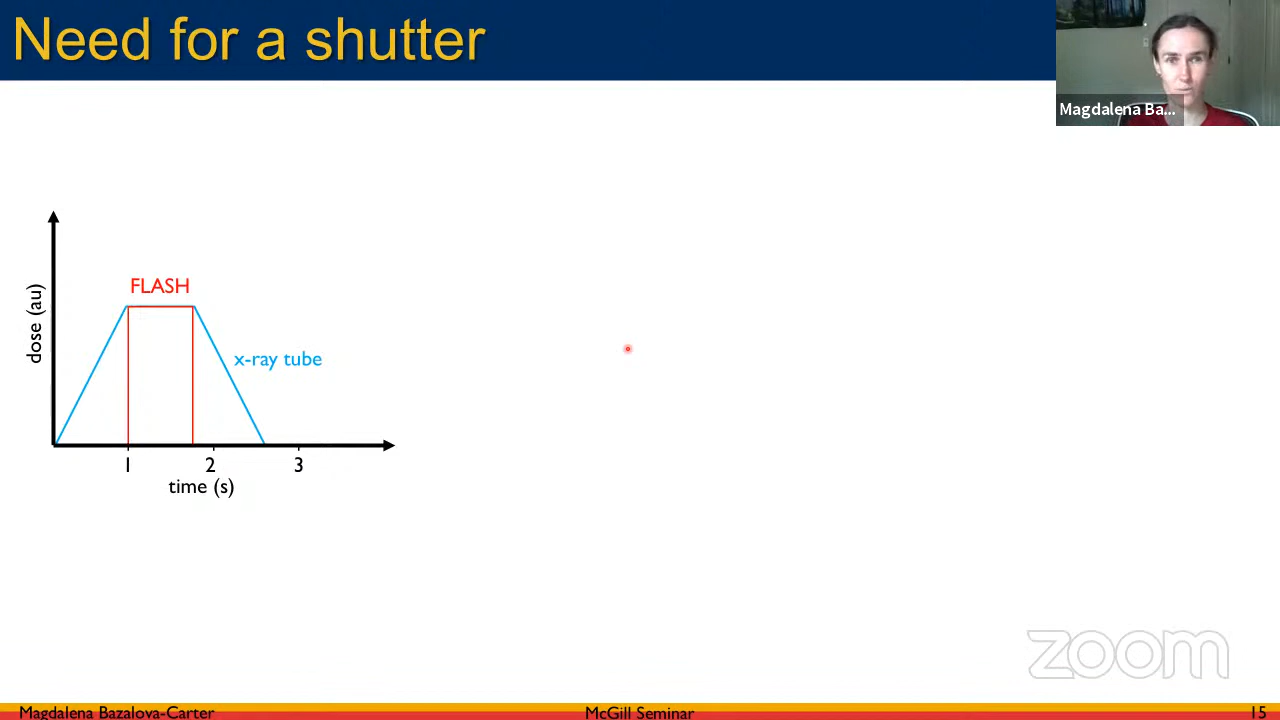 Need for a shutter
Magdalena Ba...
FLASH
dose (au)
x-ray tube
1 2 3
time (s)
zoom
Magdalena Bazalova-Carter McGill Seminar 15